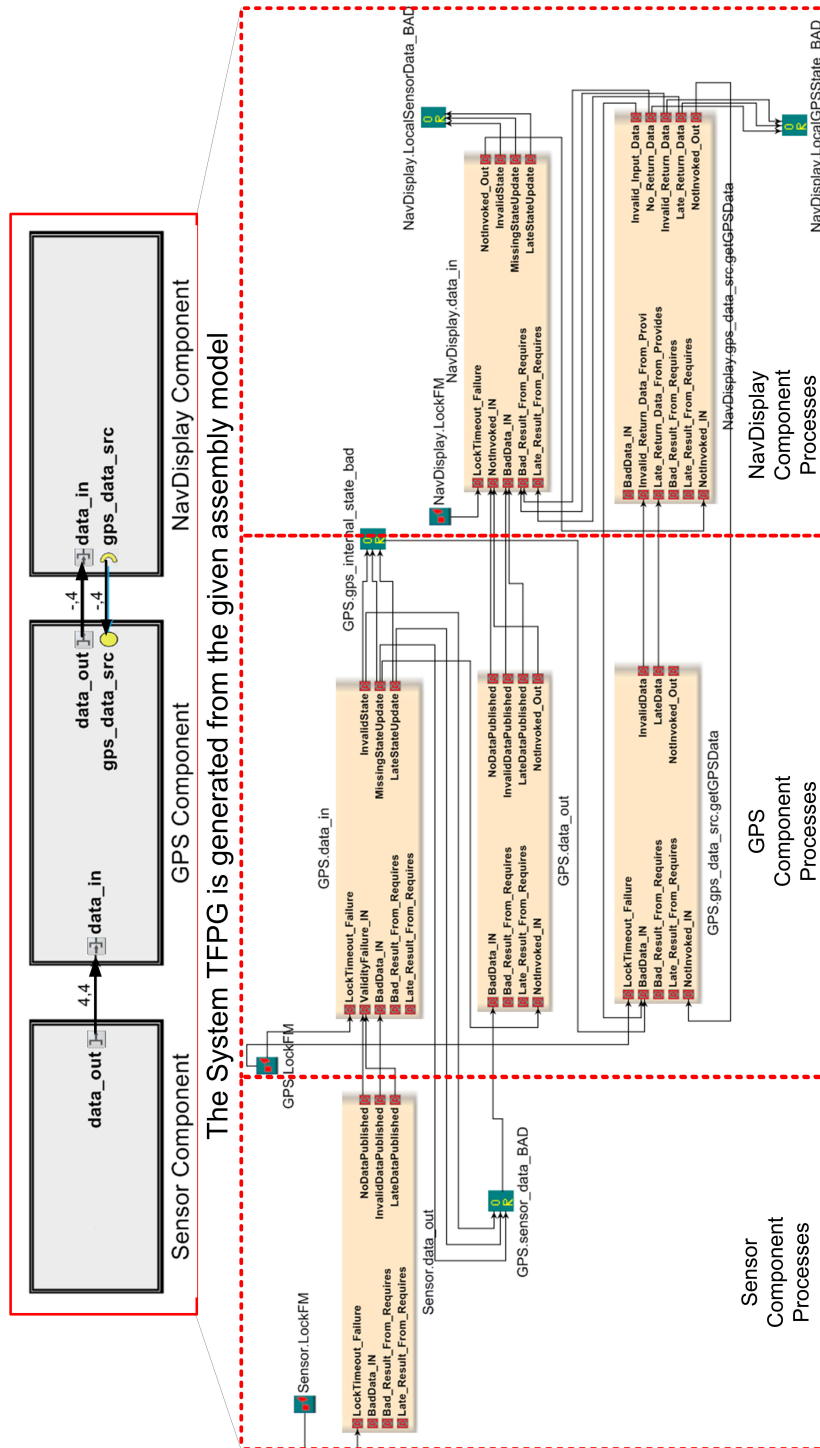 data_out
Sensor Component
4,4
data_in
data_out
gps_data_src
GPS Component
-,4
-,4
data_in
gps_data_src
NavDisplay Component
The System TFPG is generated from the given assembly model
Sensor.LockFM
LockTimeout_Failure
BadData_IN
Bad_Result_From_Requires
Late_Result_From_Requires
NoDataPublished
InvalidDataPublished
LateDataPublished
Sensor.data_out
GPS.sensor_data_BAD
Sensor
Component
Processes
GPS.LockFM
GPS.data_in
LockTimeout_Failure
ValidityFailure_IN
BadData_IN
Bad_Result_From_Requires
Late_Result_From_Requires
InvalidState
MissingStateUpdate
LateStateUpdate
GPS.gps_internal_state_bad
BadData_IN
Bad_Result_From_Requires
Late_Result_From_Requires
NotInvoked_IN
NoDataPublished
InvalidDataPublished
LateDataPublished
NotInvoked_Out
GPS.data_out
LockTimeout_Failure
BadData_IN
Bad_Result_From_Requires
Late_Result_From_Requires
NotInvoked_IN
InvalidData
LateData
NotInvoked_Out
GPS.gps_data_src.getGPSData
GPS
Component
Processes
NavDisplay.LockFM
NavDisplay.data_in
LockTimeout_Failure
NotInvoked_IN
BadData_IN
Bad_Result_From_Requires
Late_Result_From_Requires
NotInvoked_Out
InvalidState
MissingStateUpdate
LateStateUpdate
NavDisplay.LocalSensorData_BAD
BadData_IN
Invalid_Return_Data_From_Provi
Late_Return_Data_From_Provides
Bad_Result_From_Requires
Late_Result_From_Requires
NotInvoked_IN
Invalid_Input_Data
No_Return_Data
Invalid_Return_Data
Late_Return_Data
NotInvoked_Out
NavDisplay.gps_data_src.getGPSData
NavDisplay.LocalGPSState_BAD
NavDisplay
Component
Processes
O
R
O
R
O
R
O
R